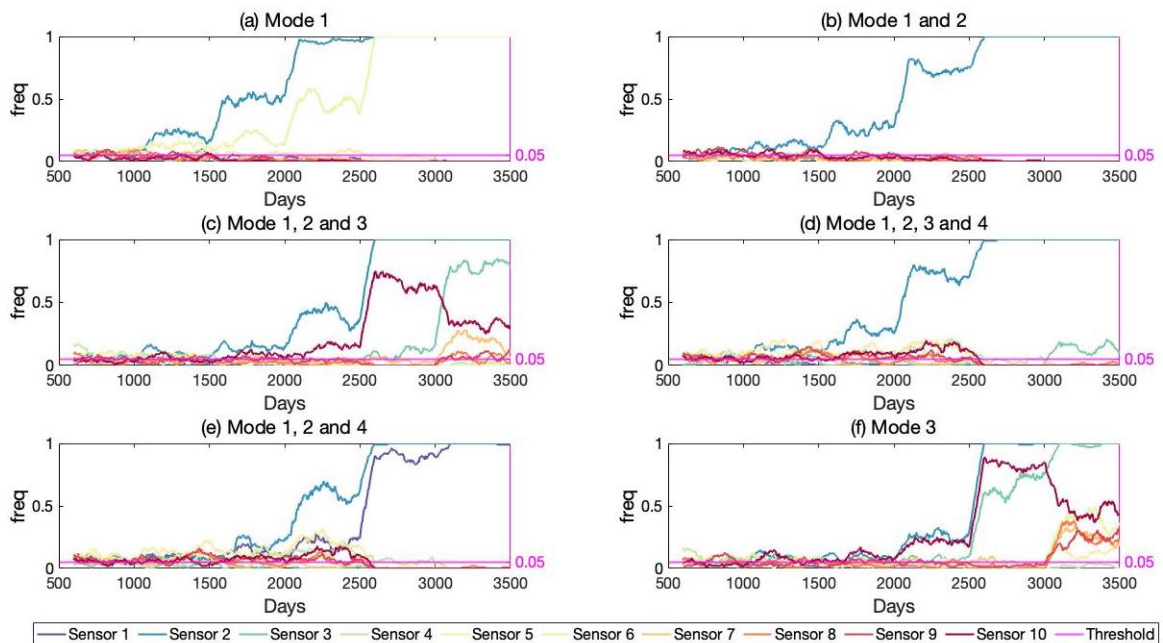 (a) Mode 1
(b) Mode 1 and 2
1
0.5
0
freq
0.05
500 1000 1500 2000 2500 3000 3500
Days
1
0.5
0
freq
0.05
500 1000 1500 2000 2500 3000 3500
Days
(c) Mode 1, 2 and 3
(d) Mode 1, 2, 3 and 4
1
0.5
0
freq
0.05
500 1000 1500 2000 2500 3000 3500
Days
1
0.5
0
freq
0.05
500 1000 1500 2000 2500 3000 3500
Days
(e) Mode 1, 2 and 4
(f) Mode 3
1
0.5
0
freq
0.05
500 1000 1500 2000 2500 3000 3500
Days
1
0.5
0
freq
0.05
500 1000 1500 2000 2500 3000 3500
Days
Sensor 1 Sensor 2 Sensor 3 Sensor 4 Sensor 5 Sensor 6 Sensor 7 Sensor 8 Sensor 9 Sensor 10 Threshold